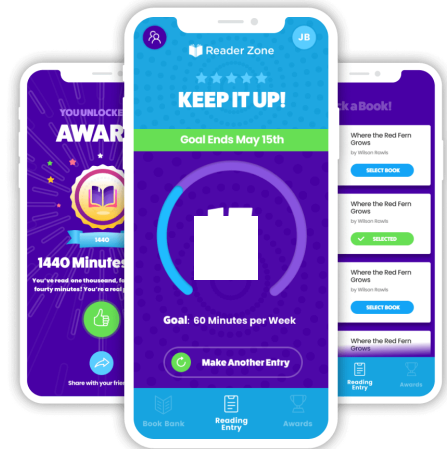 YOU UNLOCKE
AWAR
1440
1440 Minutes
You've read one thousand, fo
fourty minutes! You're a real
Share with your frie
JB
Reader Zone
KEEP IT UP!
Goal Ends May 15th
Goal: 60 Minutes per Week
Make Another Entry
Book Bank
Reading
Entry
Awards
k a Book!
Where the Red Fern
Grows
by Wilson Rawls
SELECT BOOK
Where the Red Fern
Grows
by Wilson Rawls
SELECTED
Where the Red Fern
Grows
by Wilson Rawls
SELECT BOOK
Where the Red Fern
Grows
Reading
Entry
Awards